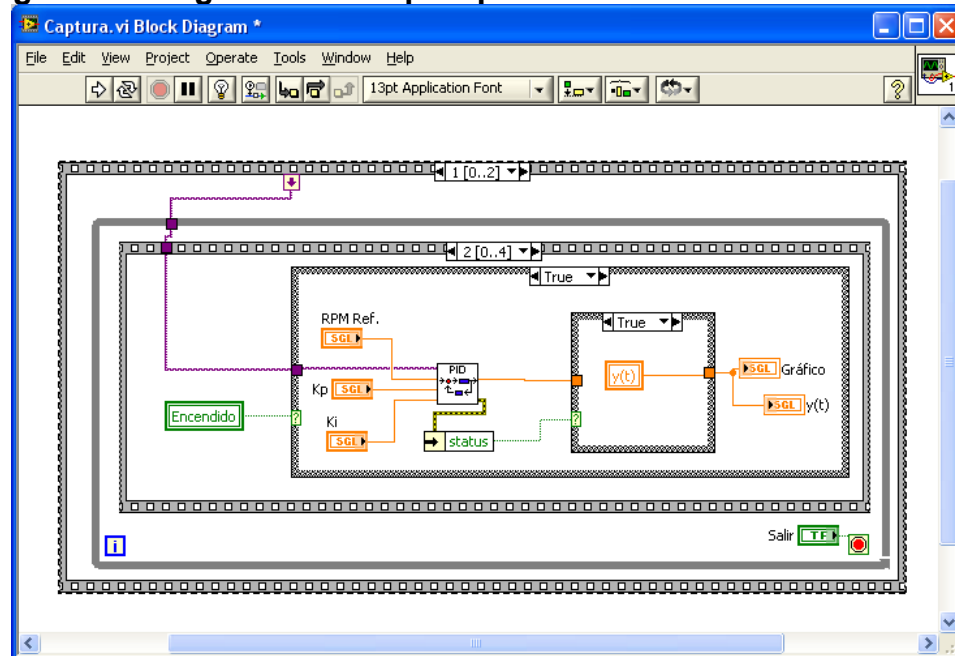 Captura.vi Block Diagram *
File Edit View Project Operate Tools Window Help
13pt Application Font
1
1 [0..2]
2 [0..4]
True
True
RPM Ref.
SGL
PID
Kp SGL
y(t)
SGL Gráfico
SGL y(t)
Encendido
?
?
Ki
SGL
status
Salir TF
i